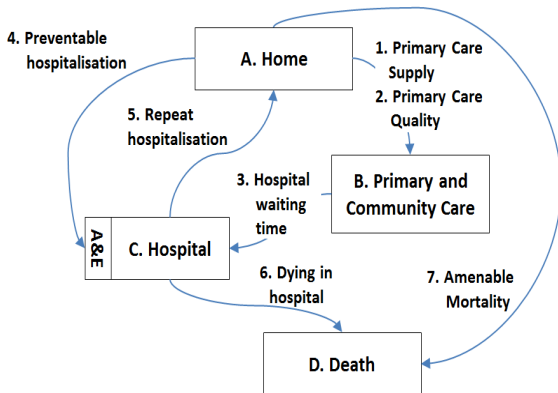 4. Preventable
hospitalisation
A. Home
1. Primary Care
Supply
2. Primary Care
Quality
5. Repeat
hospitalisation
3. Hospital
waiting
time
B. Primary and
Community Care
A&E
C. Hospital
6. Dying in
hospital
7. Amenable
Mortality
D. Death